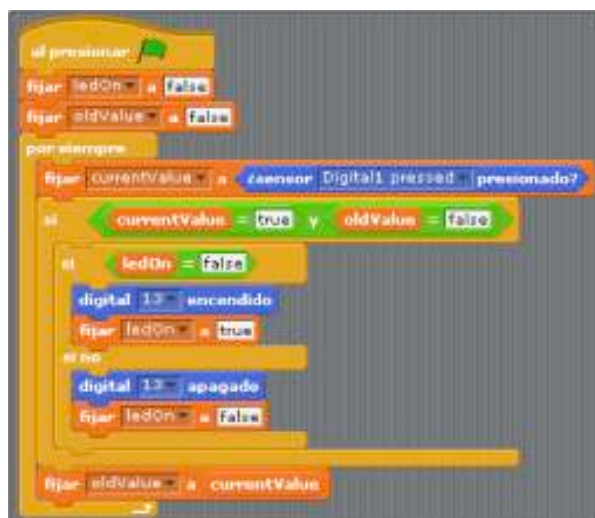 al presionar
fijar ledOn a false
fijar oldValue a false
por siempre
fijar currentValue a ¿sensor Digital1 pressed presionado?
si currentValue = true y oldValue = false
si ledOn = false
digital 13 encendido
fijar ledOn a true
si no
digital 13 apagado
fijar ledOn a false
fijar oldValue a currentValue